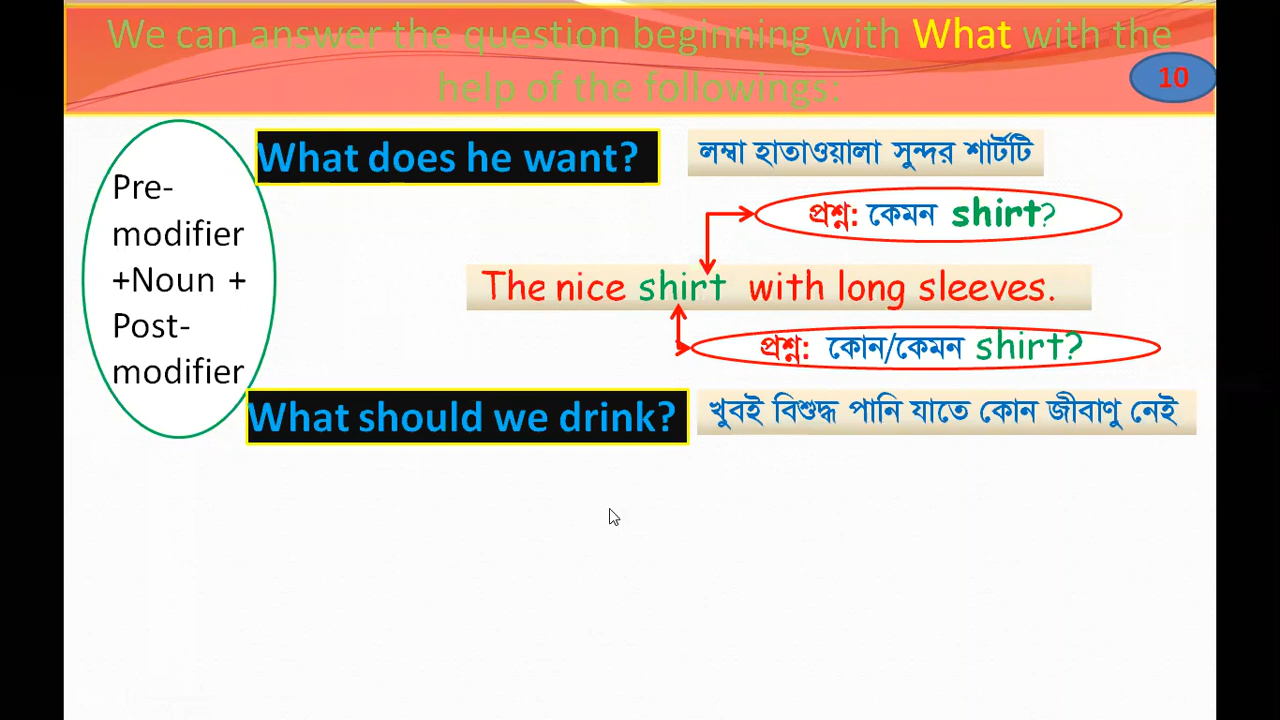 We can answer the question beginning with What with the
help of the followings:
10
Pre-
modifier
+Noun +
Post-
modifier
What does he want?
লম্বা হাতাওয়ালা সুন্দর শার্টটি
প্রশ্ন: কেমন shirt?
The nice shirt with long sleeves.
প্রশ্ন: কোন/কেমন shirt?
What should we drink?
খুবই বিশুদ্ধ পানি যাতে কোন জীবাণু নেই